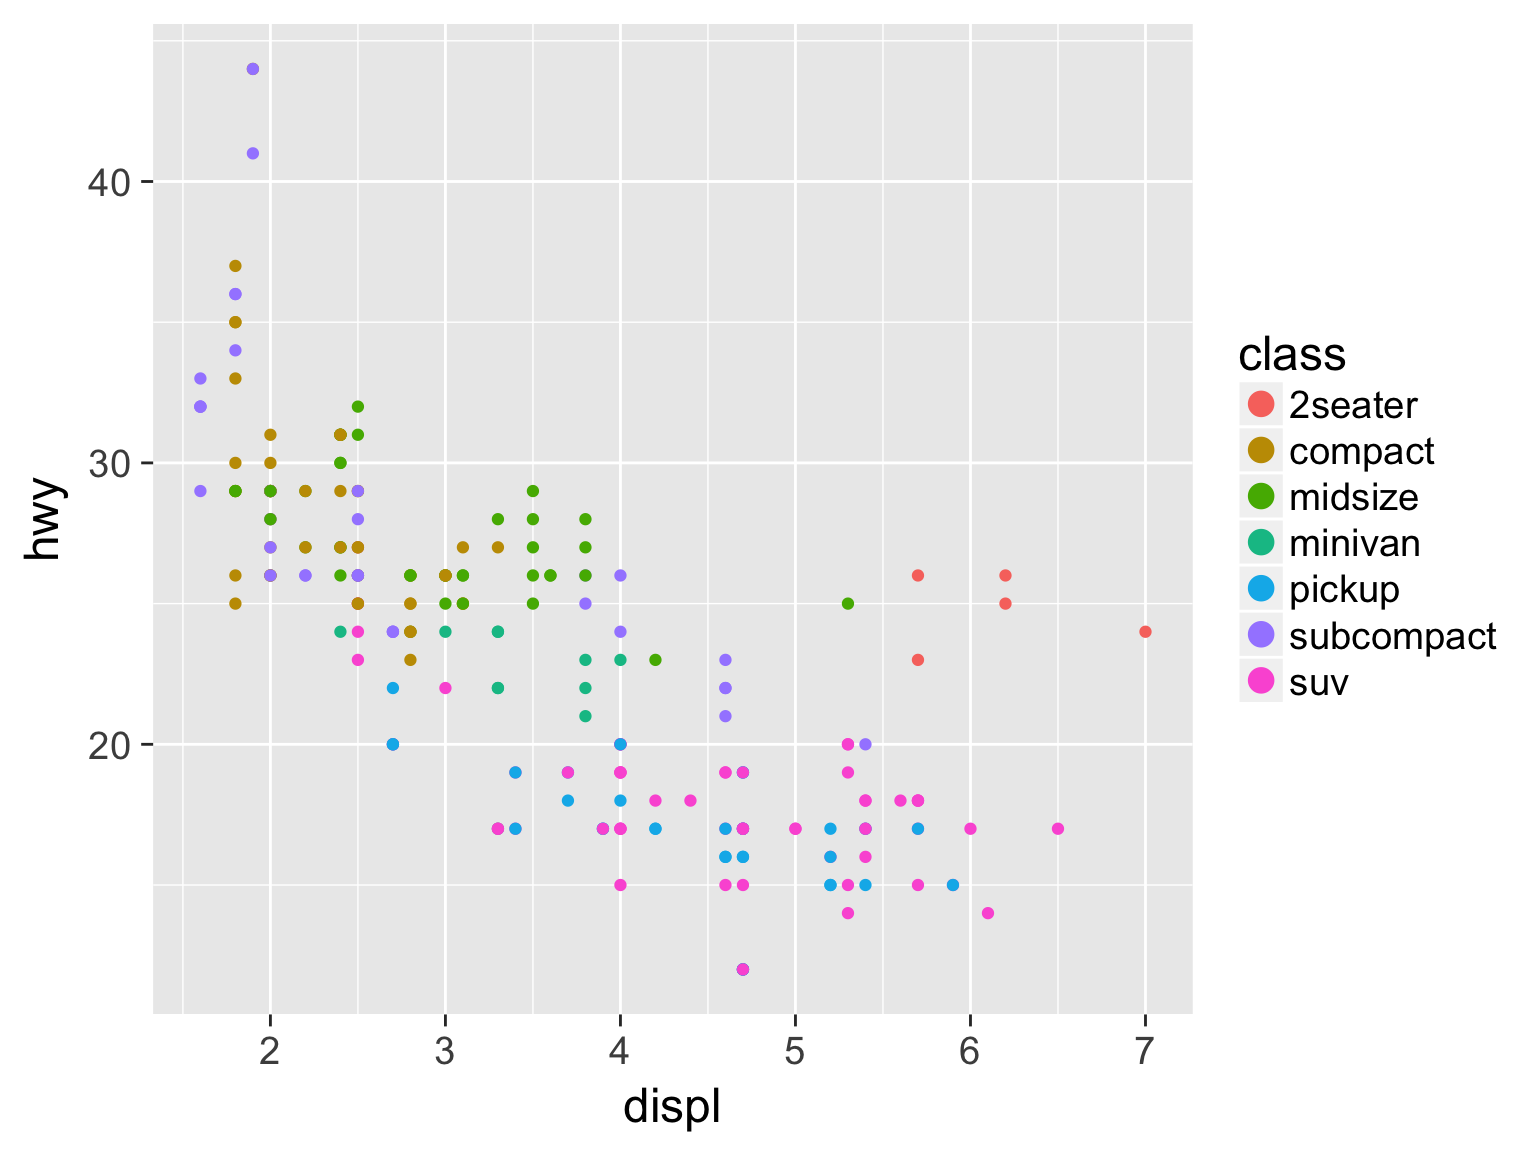 hwy
40
30
20
2
3
4
5
6
7
displ
class
2seater
compact
midsize
minivan
pickup
subcompact
suv